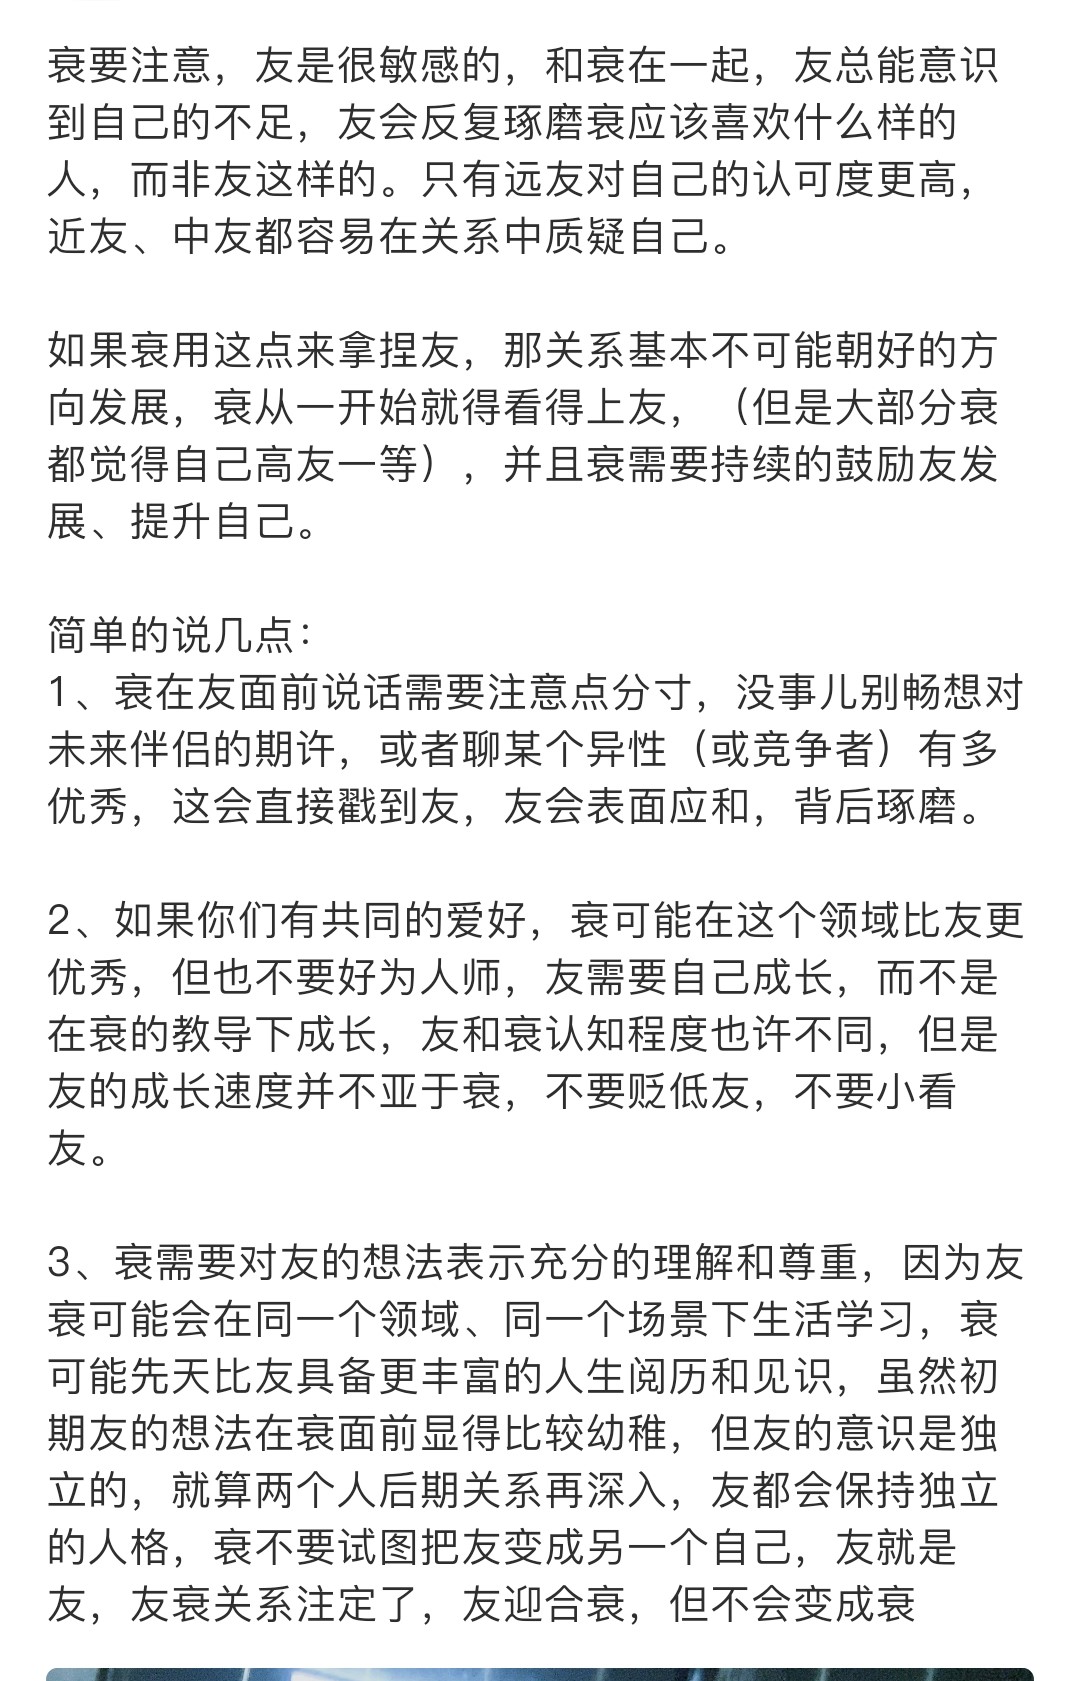 衰要注意，友是很敏感的，和衰在一起，友总能意识
到自己的不足，友会反复琢磨衰应该喜欢什么样的
人，而非友这样的。只有远友对自己的认可度更高，
近友、中友都容易在关系中质疑自己。
如果衰用这点来拿捏友，那关系基本不可能朝好的方
向发展，衰从一开始就得看得上友，（但是大部分衰
都觉得自己高友一等），并且衰需要持续的鼓励友发
展、提升自己。
简单的说几点：
1、衰在友面前说话需要注意点分寸，没事儿别畅想对
未来伴侣的期许，或者聊某个异性（或竞争者）有多
优秀，这会直接戳到友，友会表面应和，背后琢磨。
2、如果你们有共同的爱好，衰可能在这个领域比友更
优秀，但也不要好为人师，友需要自己成长，而不是
在衰的教导下成长，友和衰认知程度也许不同，但是
友的成长速度并不亚于衰，不要贬低友，不要小看
友。
3、衰需要对友的想法表示充分的理解和尊重，因为友
衰可能会在同一个领域、同一个场景下生活学习，衰
可能先天比友具备更丰富的人生阅历和见识，虽然初
期友的想法在衰面前显得比较幼稚，但友的意识是独
立的，就算两个人后期关系再深入，友都会保持独立
的人格，衰不要试图把友变成另一个自己，友就是
友，友衰关系注定了，友迎合衰，但不会变成衰